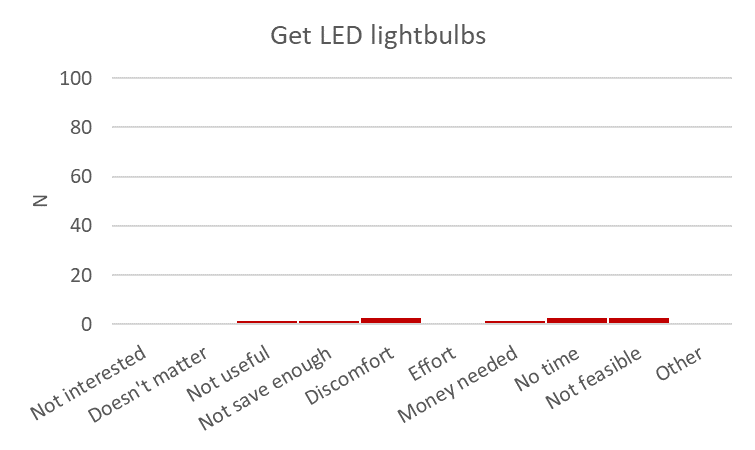 Get LED lightbulbs
100
80
60
40
20
0
N
Not interested
Doesn't matter
Not useful
Not save enough
Discomfort
Effort
Money needed
No time
Not feasible
Other